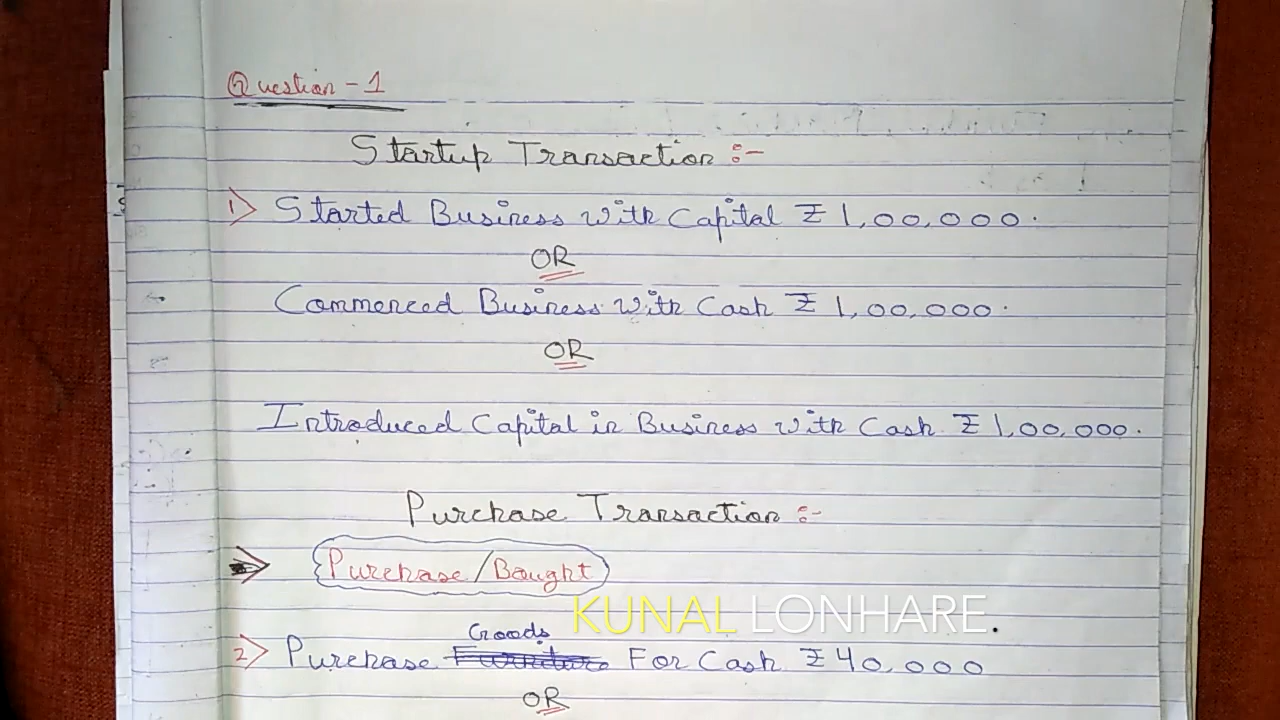 Question - 1
Startup Transaction :-
1) Started Business with Capital ₹ 1,00,000.
OR
Commenced Business with Cash ₹ 1,00,000.
OR
Introduced Capital in Business with Cash ₹ 1,00,000.
Purchase Transaction :-
Purchase/Bought
KUNAL LONHARE.
Goods
2) Purchase Furniture For Cash ₹ 40,000
OR